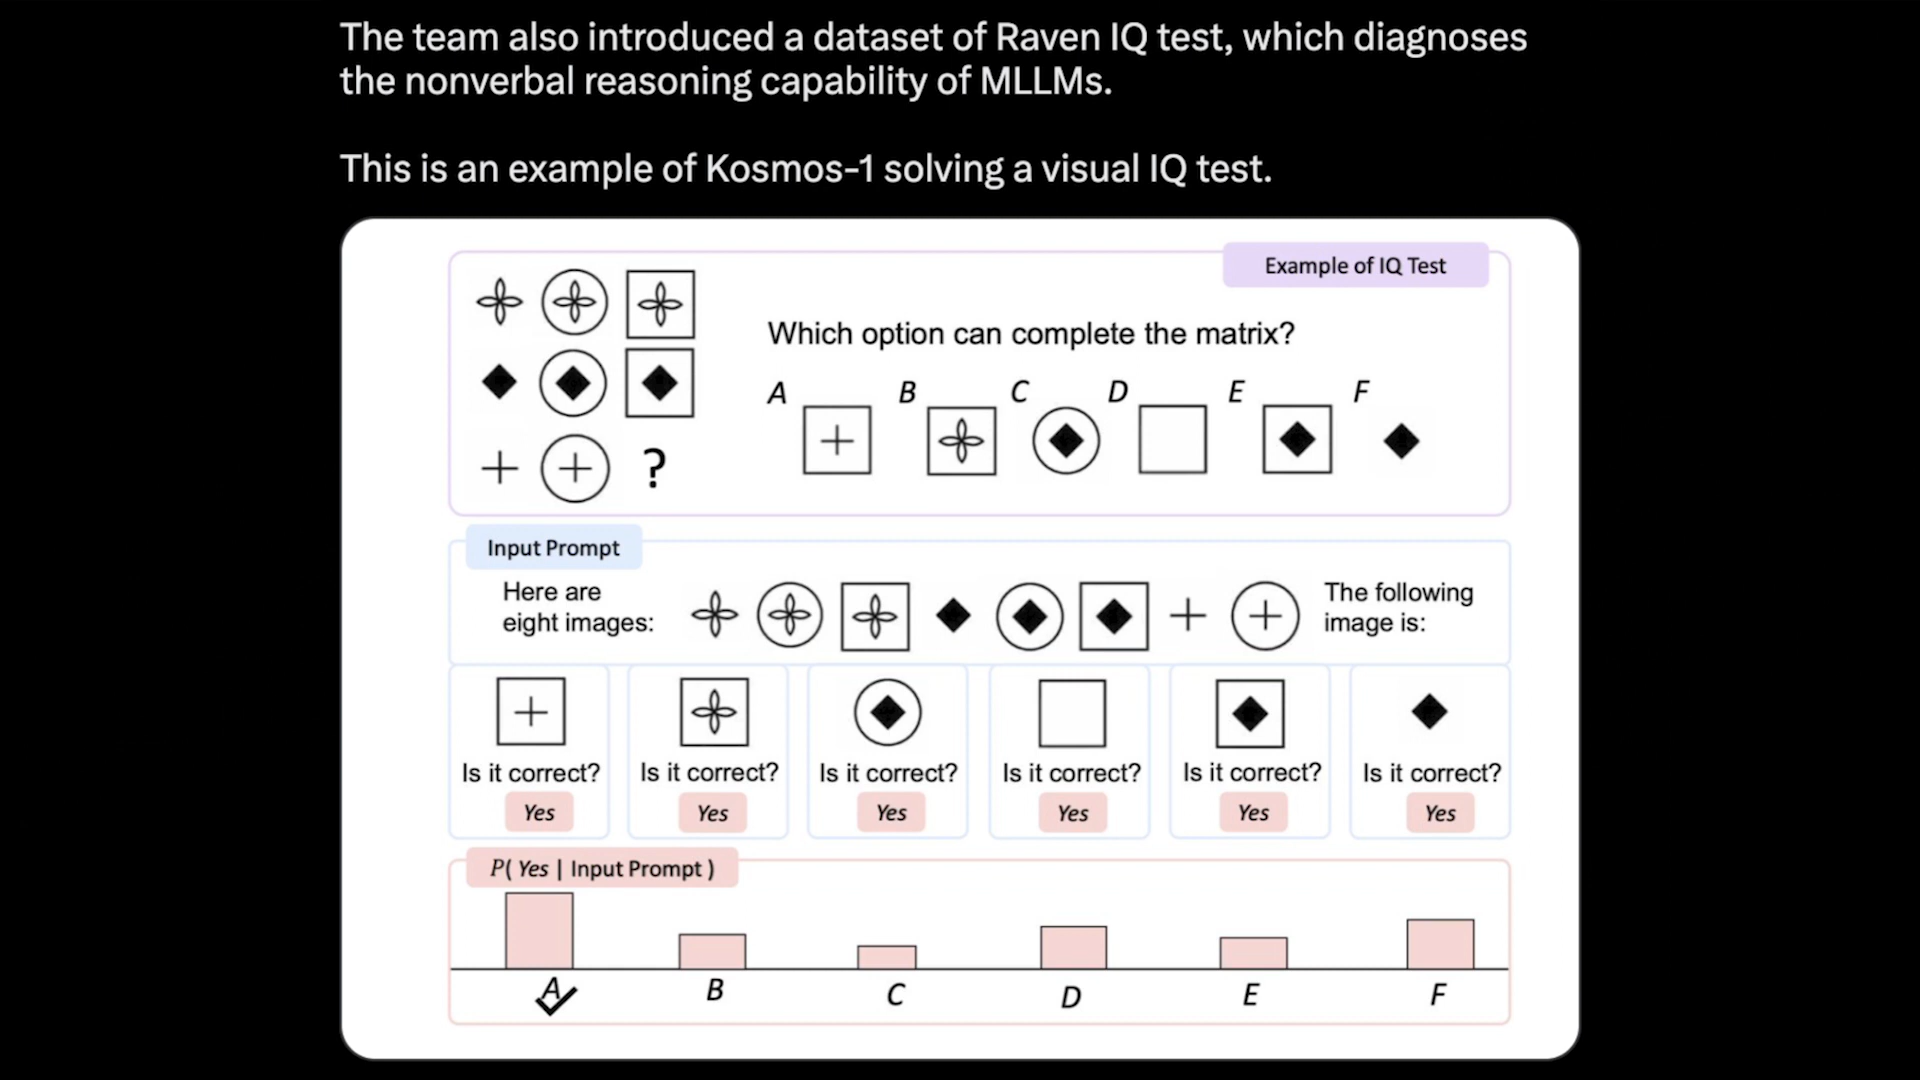 The team also introduced a dataset of Raven IQ test, which diagnoses
the nonverbal reasoning capability of MLLMs.
This is an example of Kosmos-1 solving a visual IQ test.
Example of IQ Test
Which option can complete the matrix?
A B C D E F
?
Input Prompt
Here are
eight images:
The following
image is:
Is it correct? Is it correct? Is it correct? Is it correct? Is it correct? Is it correct?
Yes Yes Yes Yes Yes Yes
P( Yes | Input Prompt )
A B C D E F